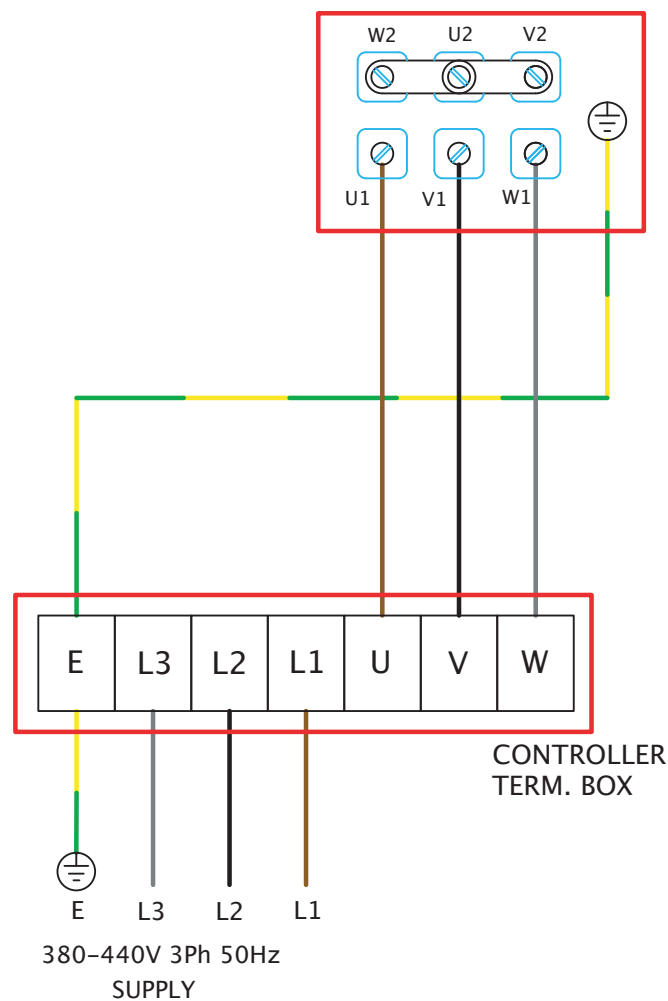 W2 U2 V2
U1 V1 W1
E L3 L2 L1 U V W
CONTROLLER
TERM. BOX
E L3 L2 L1
380-440V 3Ph 50Hz
SUPPLY